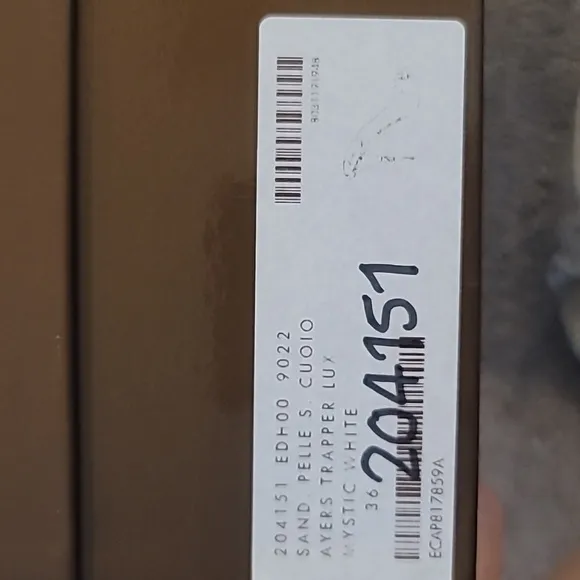 204151 EDH00 9022
SAND. PELLE S. CUOIO
AYERS TRAPPER LUX
MYSTIC WHITE
36
204151
ECAP817859A